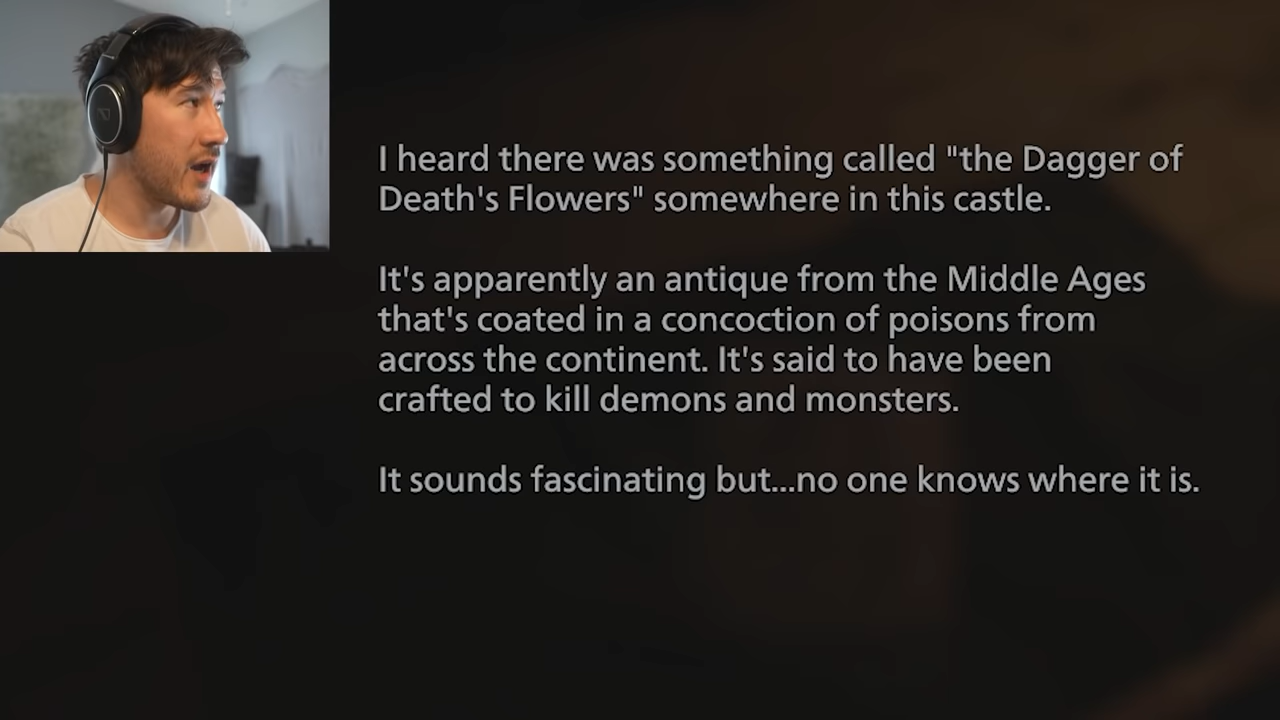 I heard there was something called "the Dagger of
Death's Flowers" somewhere in this castle.
It's apparently an antique from the Middle Ages
that's coated in a concoction of poisons from
across the continent. It's said to have been
crafted to kill demons and monsters.
It sounds fascinating but...no one knows where it is.